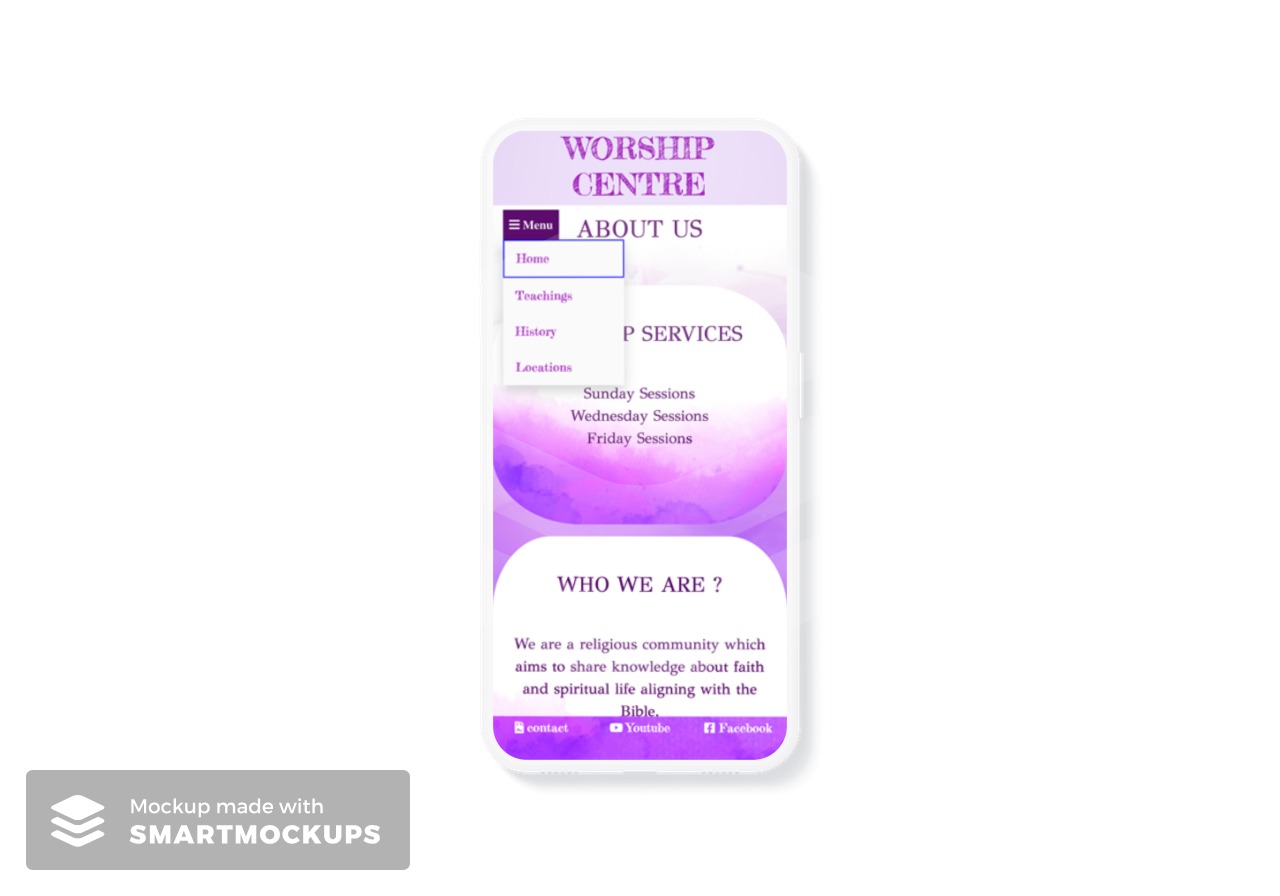 WORSHIP
CENTRE
Menu
ABOUT US
Home
Teachings
History
Locations
P SERVICES
Sunday Sessions
Wednesday Sessions
Friday Sessions
WHO WE ARE ?
We are a religious community which
aims to share knowledge about faith
and spiritual life aligning with the
Bible.
contact
Youtube
Facebook
Mockup made with
SMARTMOCKUPS